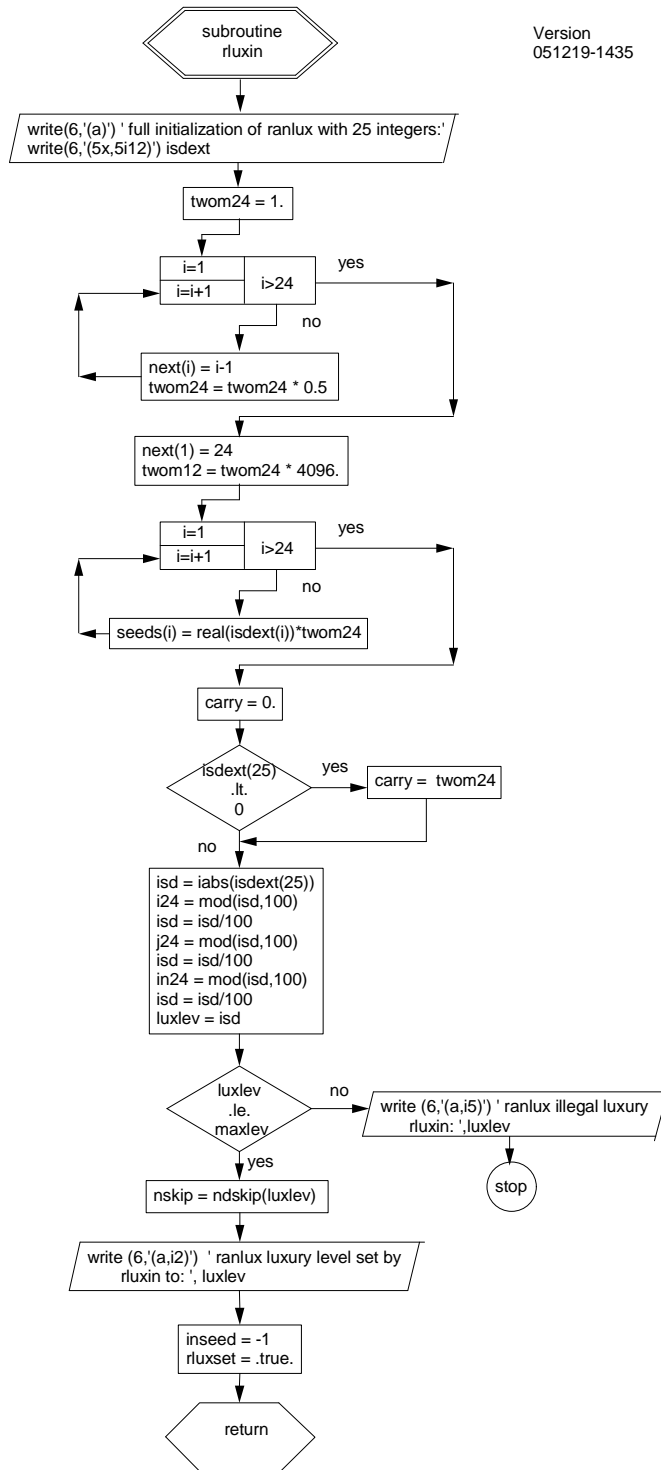 subroutine
rluxin
Version
051219-1435
write(6,'(a)') ' full initialization of ranlux with 25 integers:'
write(6,'(5x,5i12)') isdext
twom24 = 1.
i=1
i=i+1
i>24
yes
no
next(i) = i-1
twom24 = twom24 * 0.5
next(1) = 24
twom12 = twom24 * 4096.
i=1
i=i+1
i>24
yes
no
seeds(i) = real(isdext(i))*twom24
carry = 0.
isdext(25)
.lt.
0
yes
carry = twom24
no
isd = iabs(isdext(25))
i24 = mod(isd,100)
isd = isd/100
j24 = mod(isd,100)
isd = isd/100
in24 = mod(isd,100)
isd = isd/100
luxlev = isd
luxlev
.le.
maxlev
no
write (6,'(a,i5)') ' ranlux illegal luxury
rluxin: ',luxlev
stop
yes
nskip = ndskip(luxlev)
write (6,'(a,i2)') ' ranlux luxury level set by
rluxin to: ', luxlev
inseed = -1
rluxset = .true.
return